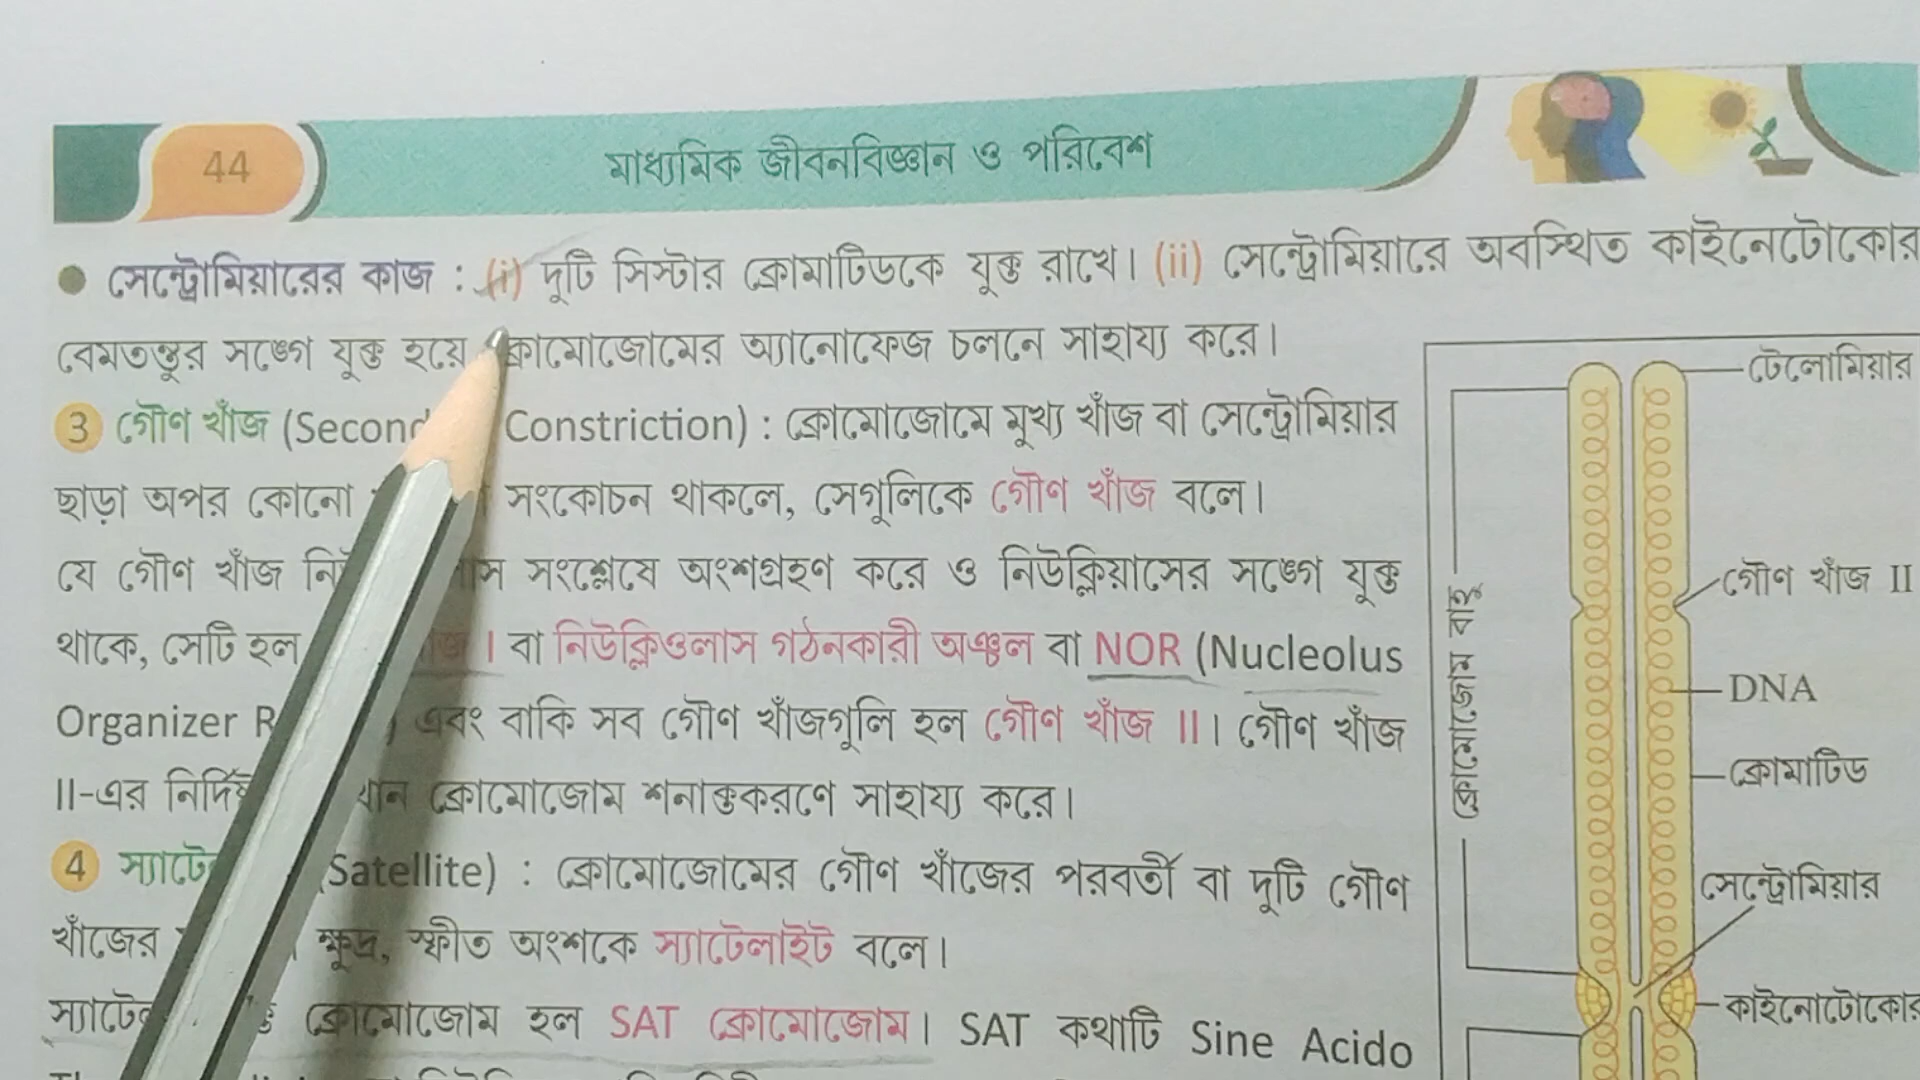 44
মাধ্যমিক জীবনবিজ্ঞান ও পরিবেশ
● সেন্ট্রোমিয়ারের কাজ : (i) দুটি সিস্টার ক্রোমাটিডকে যুক্ত রাখে। (ii) সেন্ট্রোমিয়ারে অবস্থিত কাইনেটোকোর
বেমতন্তুর সঙ্গে যুক্ত হয়ে ক্রোমোজোমের অ্যানোফেজ চলনে সাহায্য করে।
3 গৌণ খাঁজ (Second Constriction) : ক্রোমোজোমে মুখ্য খাঁজ বা সেন্ট্রোমিয়ার
ছাড়া অপর কোনো সংকোচন থাকলে, সেগুলিকে গৌণ খাঁজ বলে।
যে গৌণ খাঁজ সংশ্লেষে অংশগ্রহণ করে ও নিউক্লিয়াসের সঙ্গে যুক্ত
থাকে, সেটি হল I বা নিউক্লিওলাস গঠনকারী অঞ্চল বা NOR (Nucleolus
Organizer এবং বাকি সব গৌণ খাঁজগুলি হল গৌণ খাঁজ II। গৌণ খাঁজ
II-এর ক্রোমোজোম শনাক্তকরণে সাহায্য করে।
4 (Satellite) : ক্রোমোজোমের গৌণ খাঁজের পরবর্তী বা দুটি গৌণ
খাঁজের ক্ষুদ্র, স্ফীত অংশকে স্যাটেলাইট বলে।
ক্রোমোজোম হল SAT ক্রোমোজোম। SAT কথাটি Sine Acido
টেলোমিয়ার
গৌণ খাঁজ II
DNA
ক্রোমাটিড
সেন্ট্রোমিয়ার
কাইনোটোকোর
ক্রোমোজোম বাহু